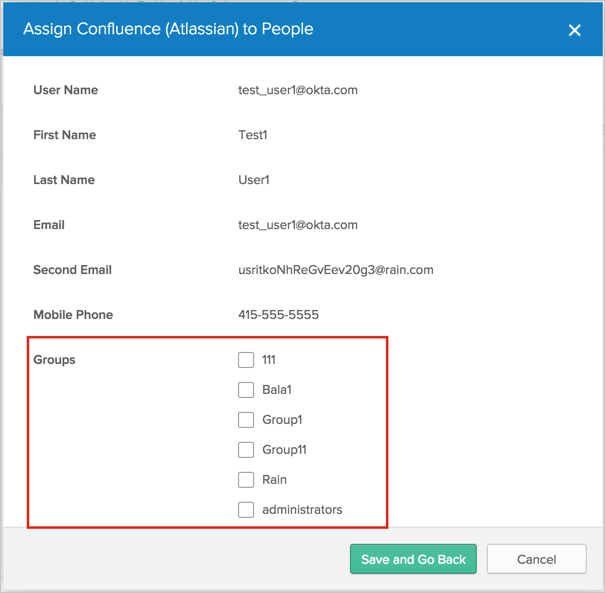 Assign Confluence (Atlassian) to People
User Name test_user1@okta.com
First Name Test1
Last Name User1
Email test_user1@okta.com
Second Email usritkoNhReGvEev20g3@rain.com
Mobile Phone 415-555-5555
Groups 111
Bala1
Group1
Group11
Rain
administrators
Save and Go Back Cancel